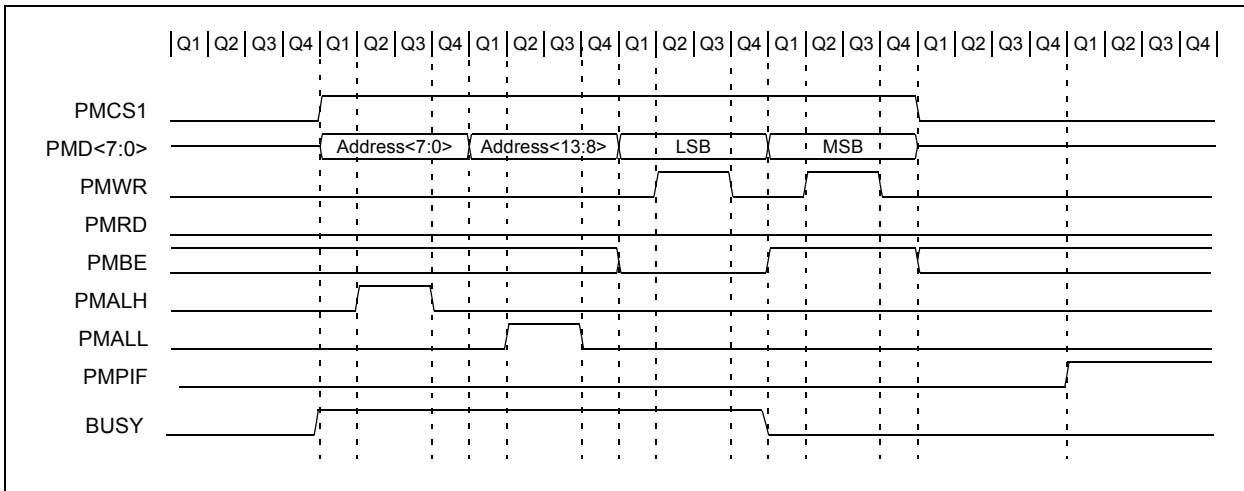 Q1 Q2 Q3 Q4 Q1 Q2 Q3 Q4 Q1 Q2 Q3 Q4 Q1 Q2 Q3 Q4 Q1 Q2 Q3 Q4 Q1 Q2 Q3 Q4 Q1 Q2 Q3 Q4
PMCS1
PMD<7:0> Address<7:0> Address<13:8> LSB MSB
PMWR
PMRD
PMBE
PMALH
PMALL
PMPIF
BUSY